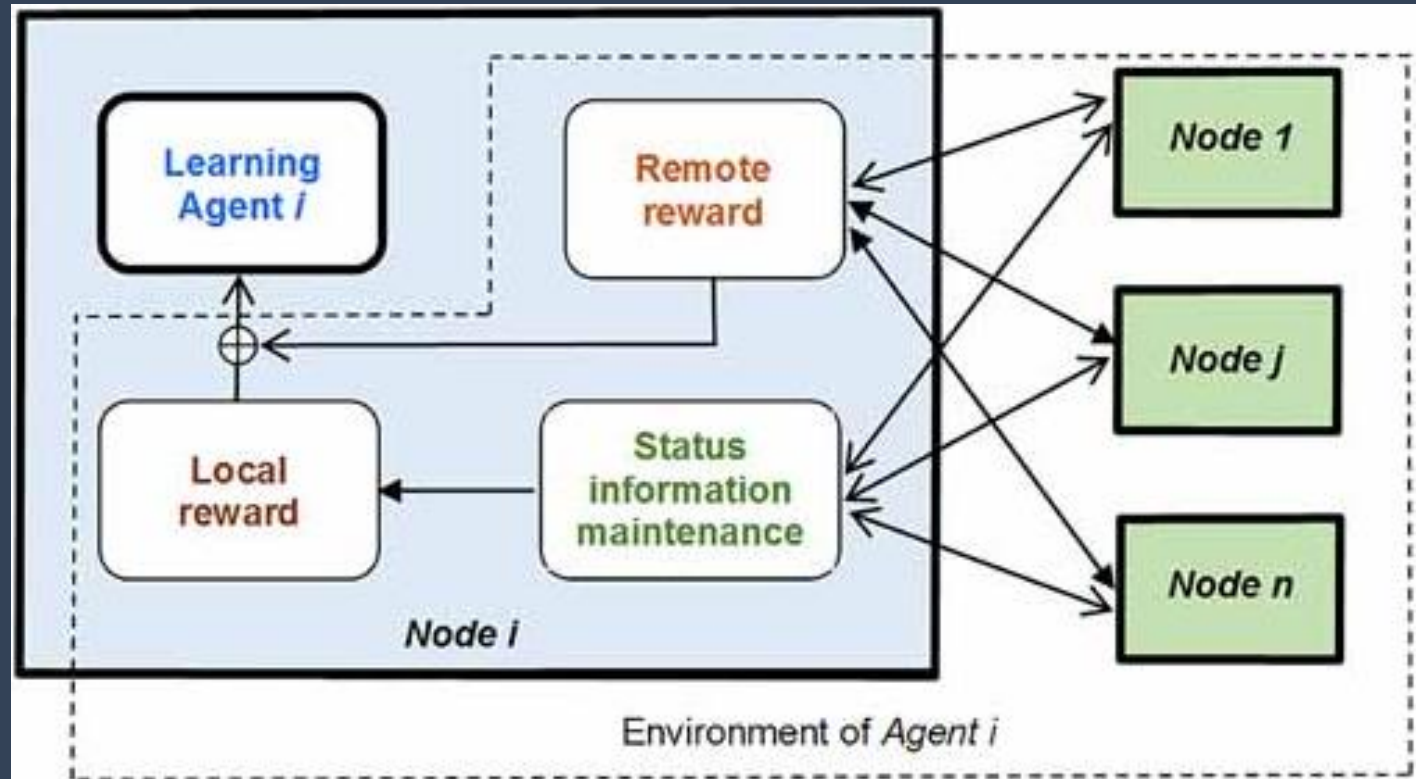 Learning
Agent i
Remote
reward
Node 1
Node j
Local
reward
Status
information
maintenance
Node n
Node i
Environment of Agent i